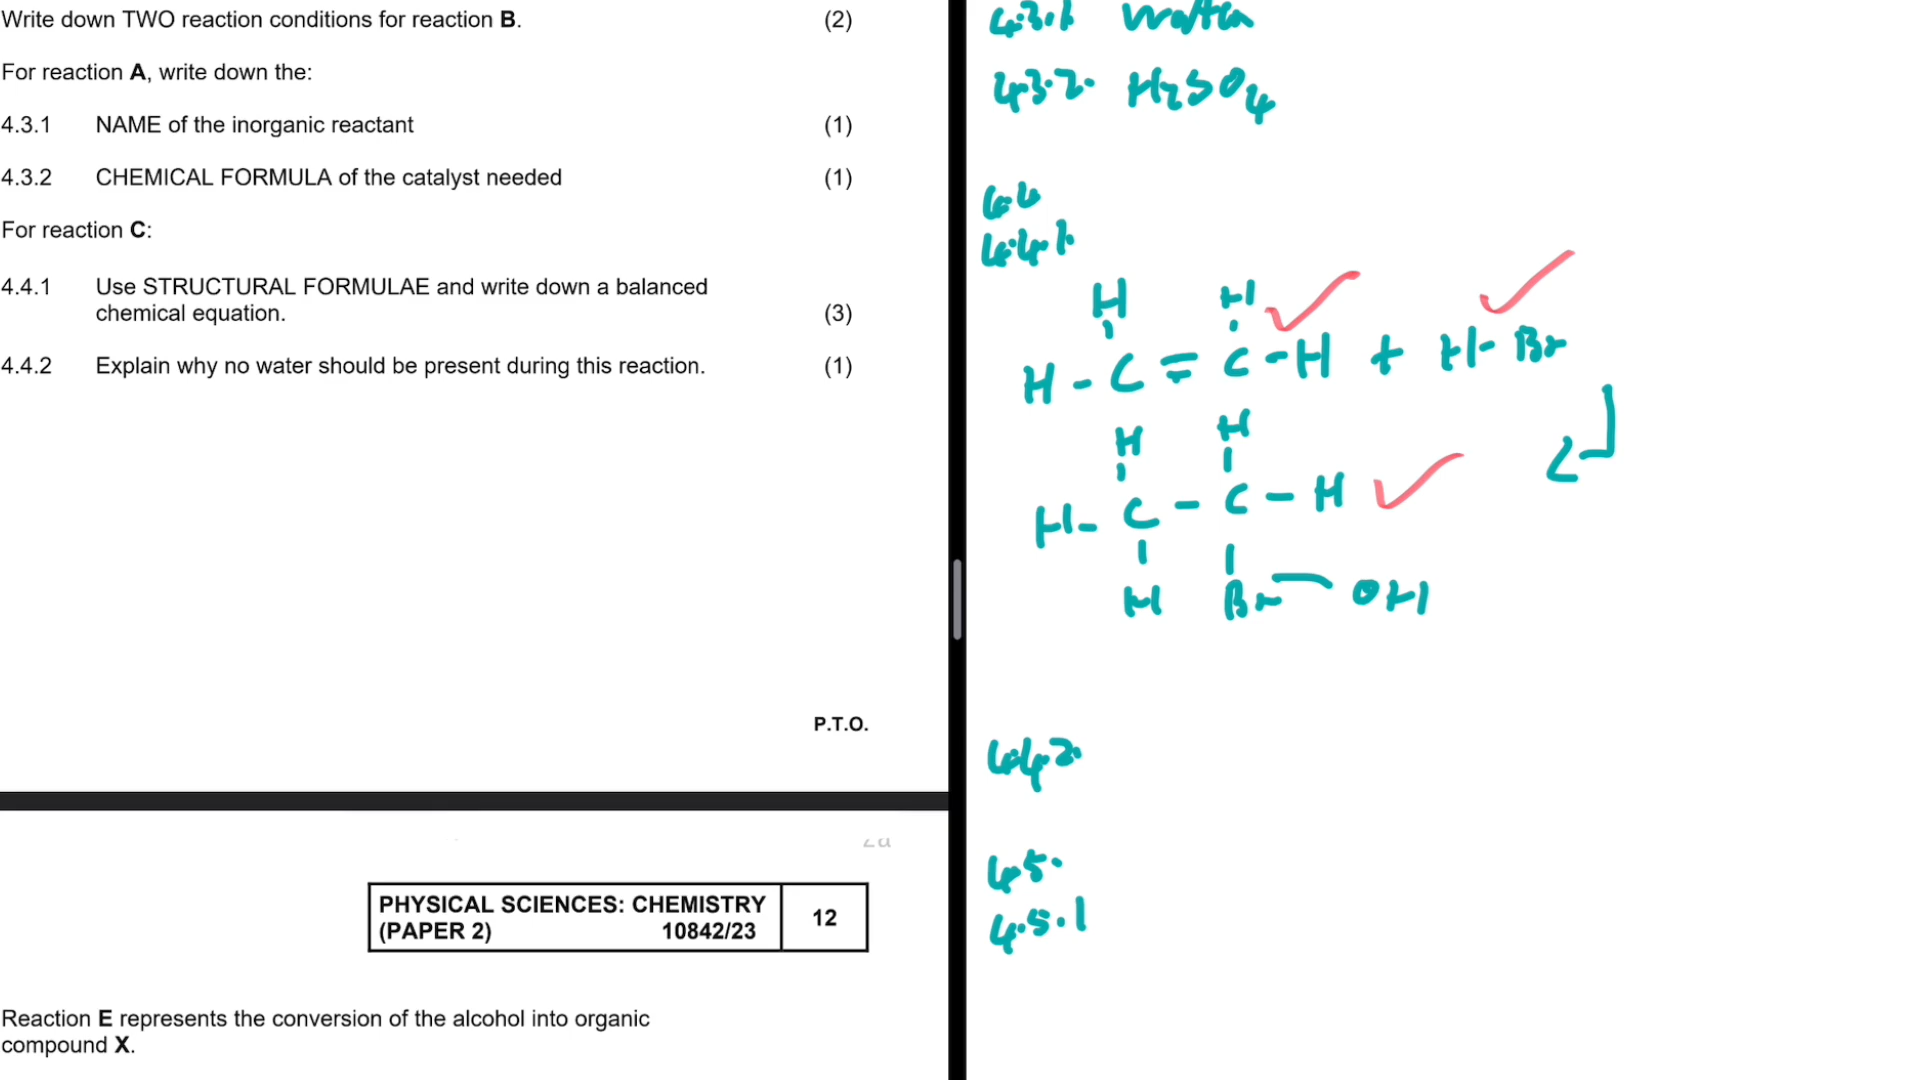 Write down TWO reaction conditions for reaction B. (2)
For reaction A, write down the:
4.3.1 NAME of the inorganic reactant (1)
4.3.2 CHEMICAL FORMULA of the catalyst needed (1)
For reaction C:
4.4.1 Use STRUCTURAL FORMULAE and write down a balanced
chemical equation. (3)
4.4.2 Explain why no water should be present during this reaction. (1)
P.T.O.
PHYSICAL SCIENCES: CHEMISTRY
(PAPER 2) 10842/23
12
Reaction E represents the conversion of the alcohol into organic
compound X.
4.3.1 Water
4.3.2. H2SO4
4.4
4.4.1
H H
H - C = C - H + H - Br
H H
H - C - C - H
H Br OH
4.4.2.
4.5.
4.5.1